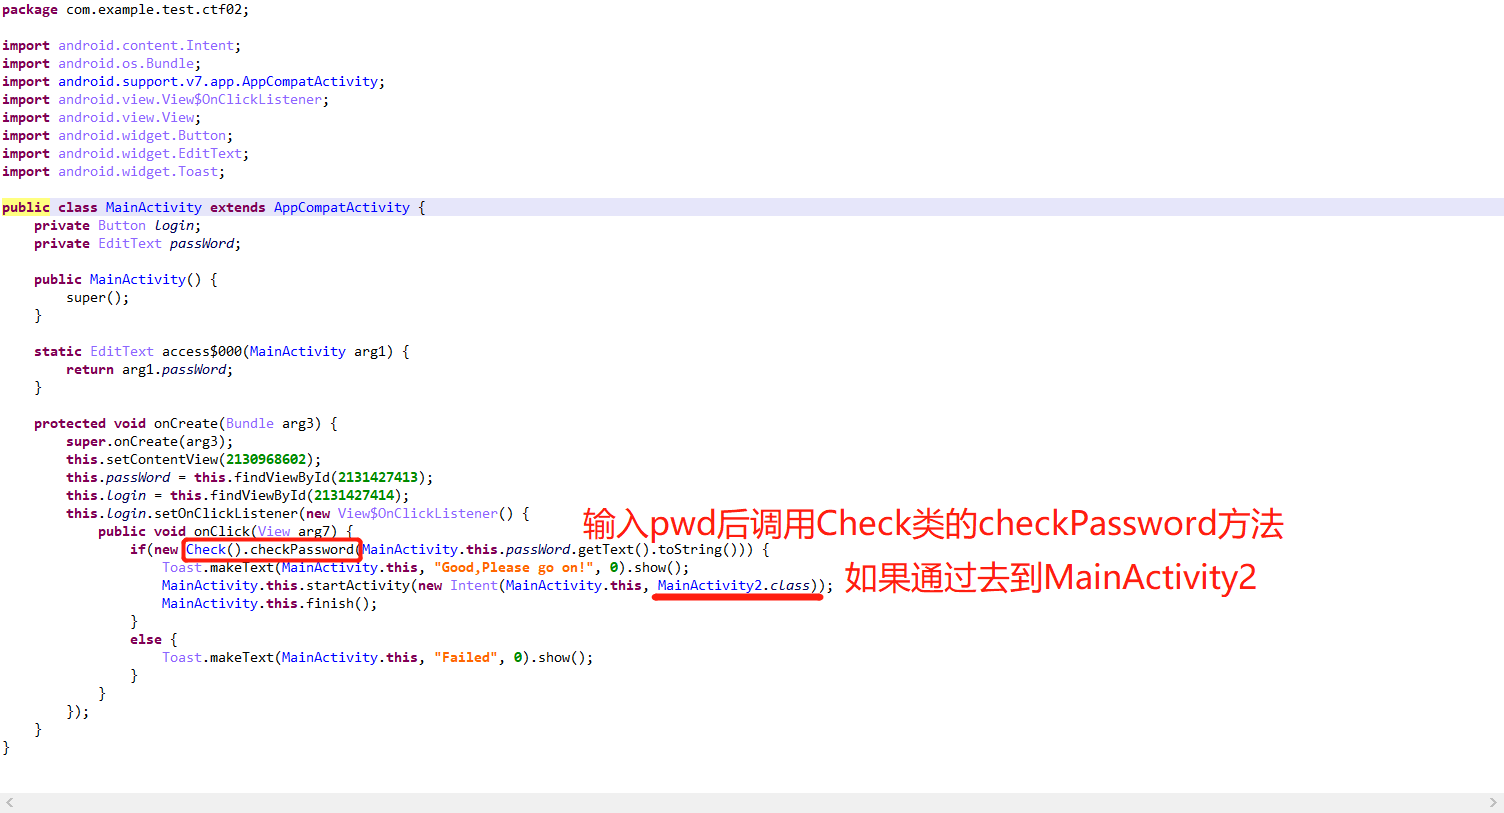 package com.example.test.ctf02;
import android.content.Intent;
import android.os.Bundle;
import android.support.v7.app.AppCompatActivity;
import android.view.View$OnClickListener;
import android.view.View;
import android.widget.Button;
import android.widget.EditText;
import android.widget.Toast;
public class MainActivity extends AppCompatActivity {
private Button login;
private EditText passWord;
public MainActivity() {
super();
}
static EditText access$000(MainActivity arg1) {
return arg1.passWord;
}
protected void onCreate(Bundle arg3) {
super.onCreate(arg3);
this.setContentView(2130968602);
this.passWord = this.findViewById(2131427413);
this.login = this.findViewById(2131427414);
this.login.setOnClickListener(new View$OnClickListener() {
public void onClick(View arg7) {
输入pwd后调用Check类的checkPassword方法
if(new Check().checkPassword(MainActivity.this.passWord.getText().toString())) {
Toast.makeText(MainActivity.this, "Good,Please go on!", 0).show();
MainActivity.this.startActivity(new Intent(MainActivity.this, MainActivity2.class));
如果通过去到MainActivity2
MainActivity.this.finish();
}
else {
Toast.makeText(MainActivity.this, "Failed", 0).show();
}
}
});
}
}